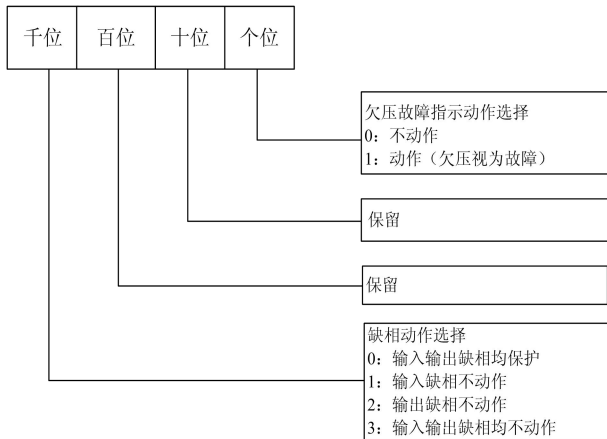 千位 百位 十位 个位
欠压故障指示动作选择
0：不动作
1：动作（欠压视为故障）
保留
保留
缺相动作选择
0：输入输出缺相均保护
1：输入缺相不动作
2：输出缺相不动作
3：输入输出缺相均不动作